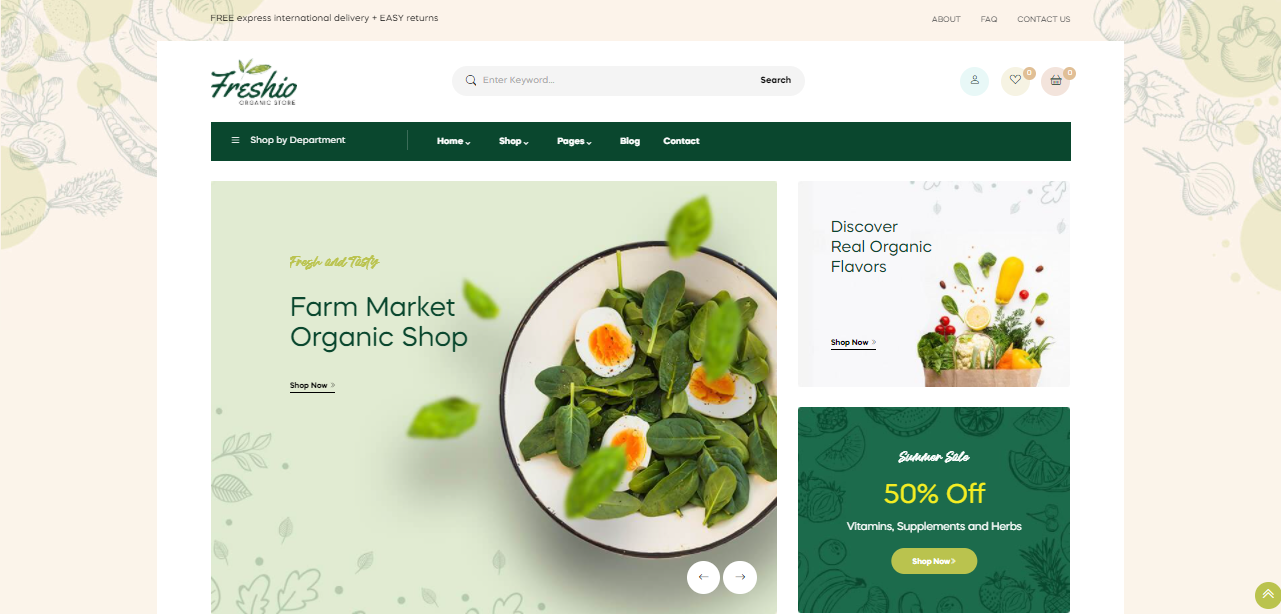 FREE express international delivery + EASY returns
ABOUT FAQ CONTACT US
Freshio
ORGANIC STORE
Enter Keyword... Search
0 0
Shop by Department Home Shop Pages Blog Contact
Fresh and Tasty
Farm Market
Organic Shop
Shop Now
Discover
Real Organic
Flavors
Shop Now
Summer Sale
50% Off
Vitamins, Supplements and Herbs
Shop Now